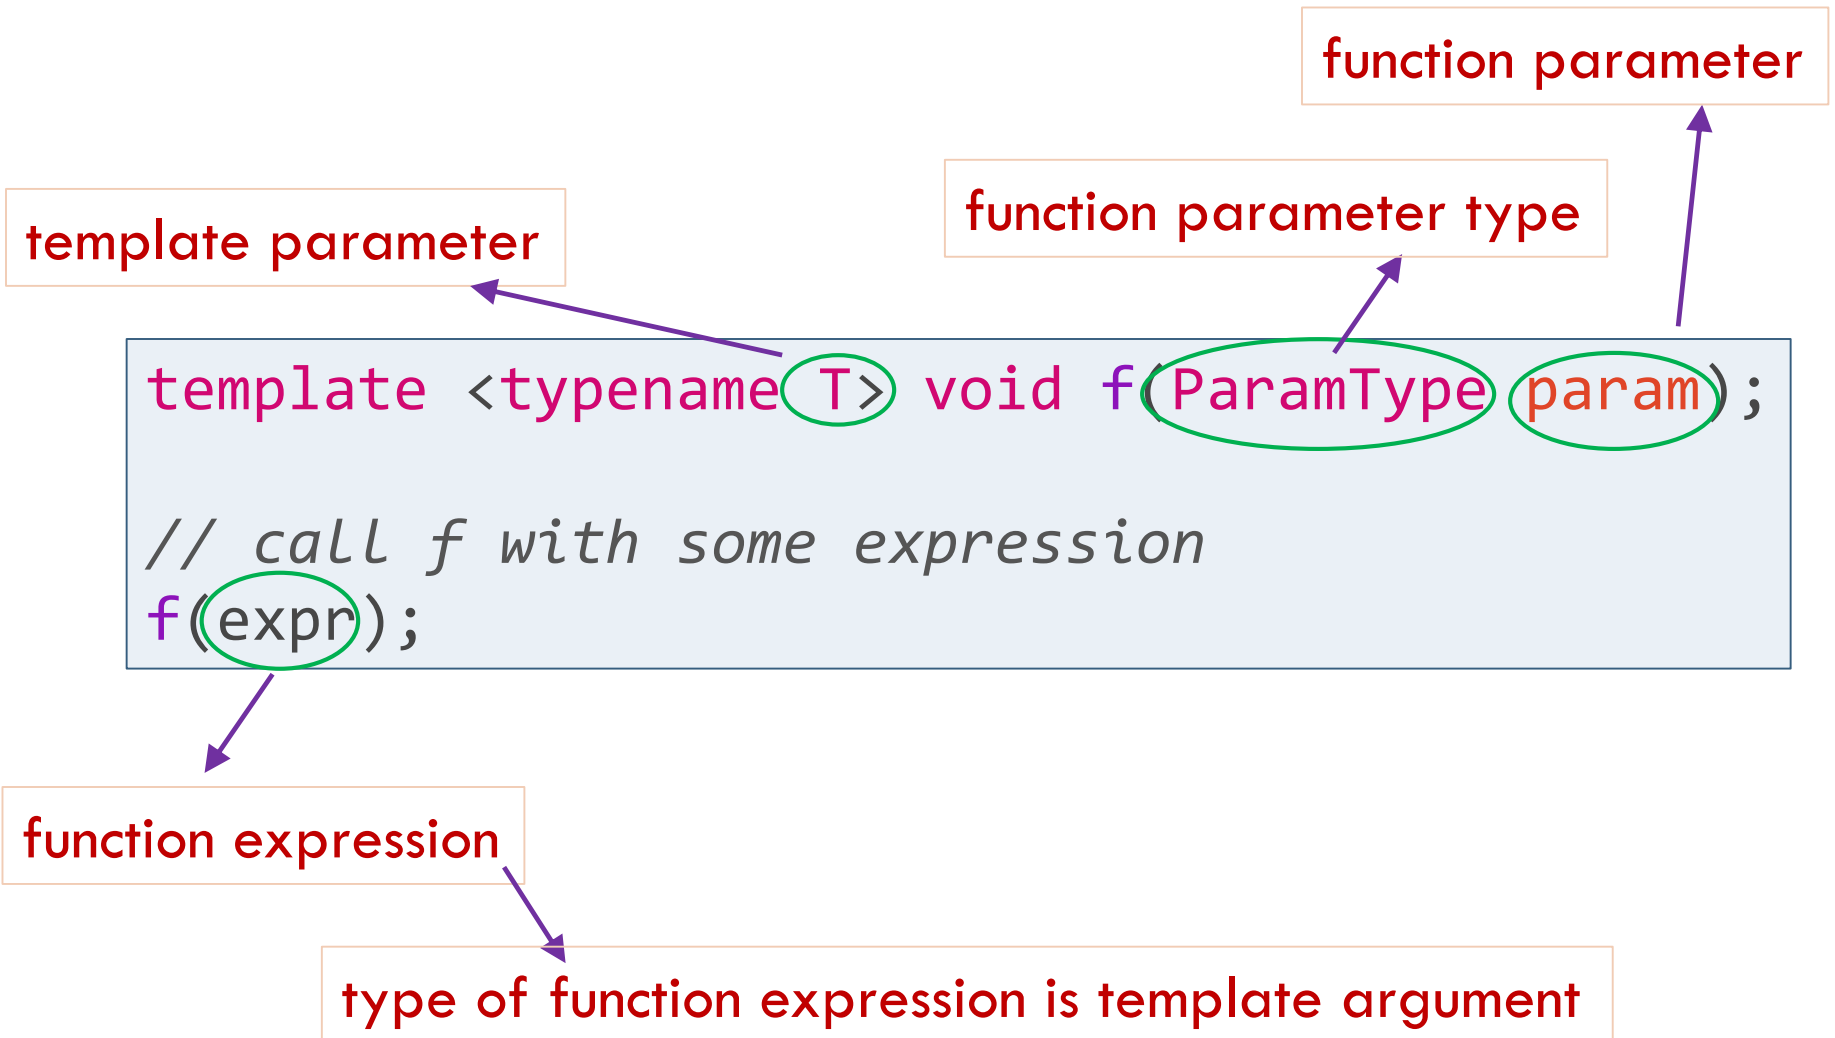 function parameter
function parameter type
template parameter
template <typename T> void f(ParamType param);
// call f with some expression
f(expr);
function expression
type of function expression is template argument